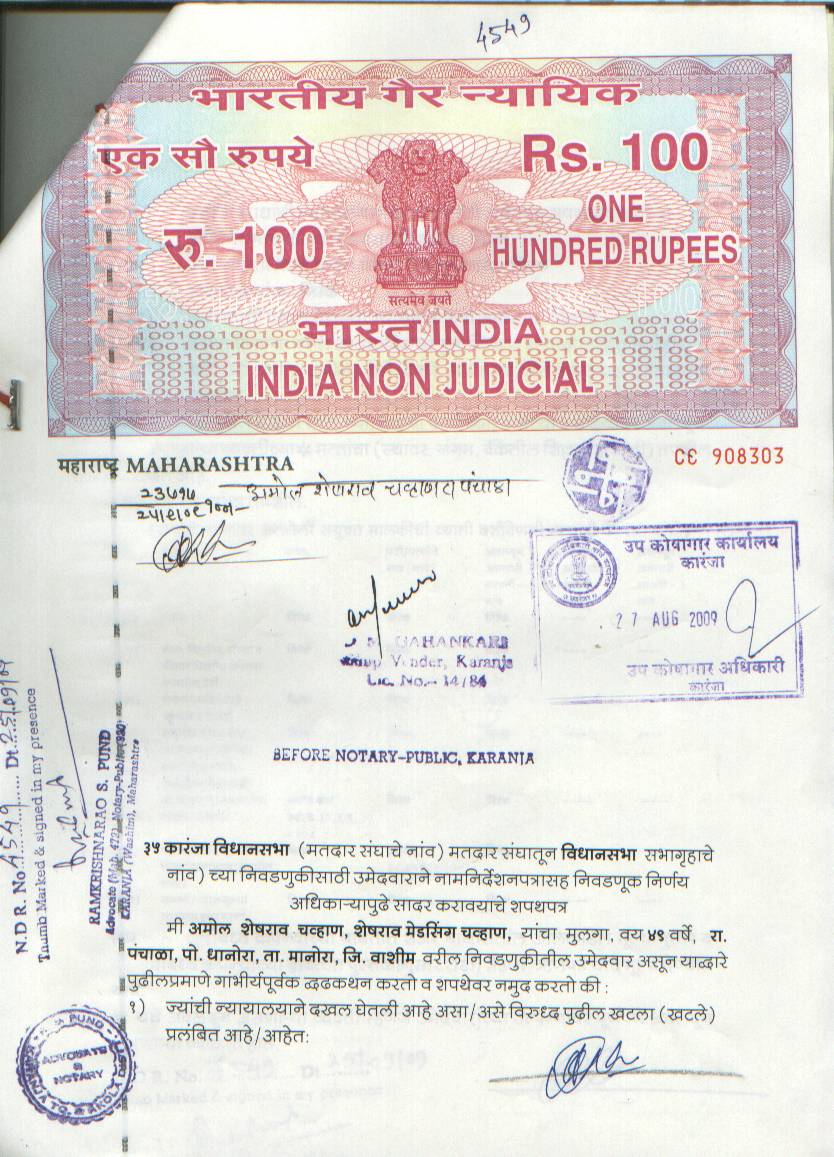 4549
भारतीय गैर न्यायिक
एक सौ रुपये
Rs. 100
रु. 100
ONE
HUNDRED RUPEES
सत्यमेव जयते
भारत INDIA
INDIA NON JUDICIAL
महाराष्ट्र MAHARASHTRA
CC 908303
अमोल शेषराव चव्हाण
उप कोषागार कार्यालय
कारंजा
27 AUG 2009
उप कोषागार अधिकारी
कारंजा
Vender, Karanja
Lic. No.- 14/84
BEFORE NOTARY-PUBLIC, KARANJA
N.D R. No. 4549 Dt. 25/09/09
Thumb Marked & signed in my presence
RAMKRISHNARAO S. PUND
KARANJA (Washim), Maharashtra
३५ कारंजा विधानसभा (मतदार संघाचे नांव) मतदार संघातून विधानसभा सभागृहाचे
नांव) च्या निवडणुकीसाठी उमेदवाराने नामनिर्देशनपत्रासह निवडणूक निर्णय
अधिकाऱ्यापुढे सादर करावयाचे शपथपत्र
मी अमोल शेषराव चव्हाण, शेषराव मेडसिंग चव्हाण, यांचा मुलगा, वय ४९ वर्षे, रा.
पंचाळा, पो. धानोरा, ता. मानोरा, जि. वाशीम वरील निवडणुकीतील उमेदवार असून याद्वारे
पुढीलप्रमाणे गांभीर्यपूर्वक दृढकथन करतो व शपथेवर नमुद करतो की :
१) ज्यांची न्यायालयाने दखल घेतली आहे असा/असे विरुध्द पुढील खटला (खटले)
प्रलंबित आहे/आहेत:
ADVOCATE
&
NOTARY